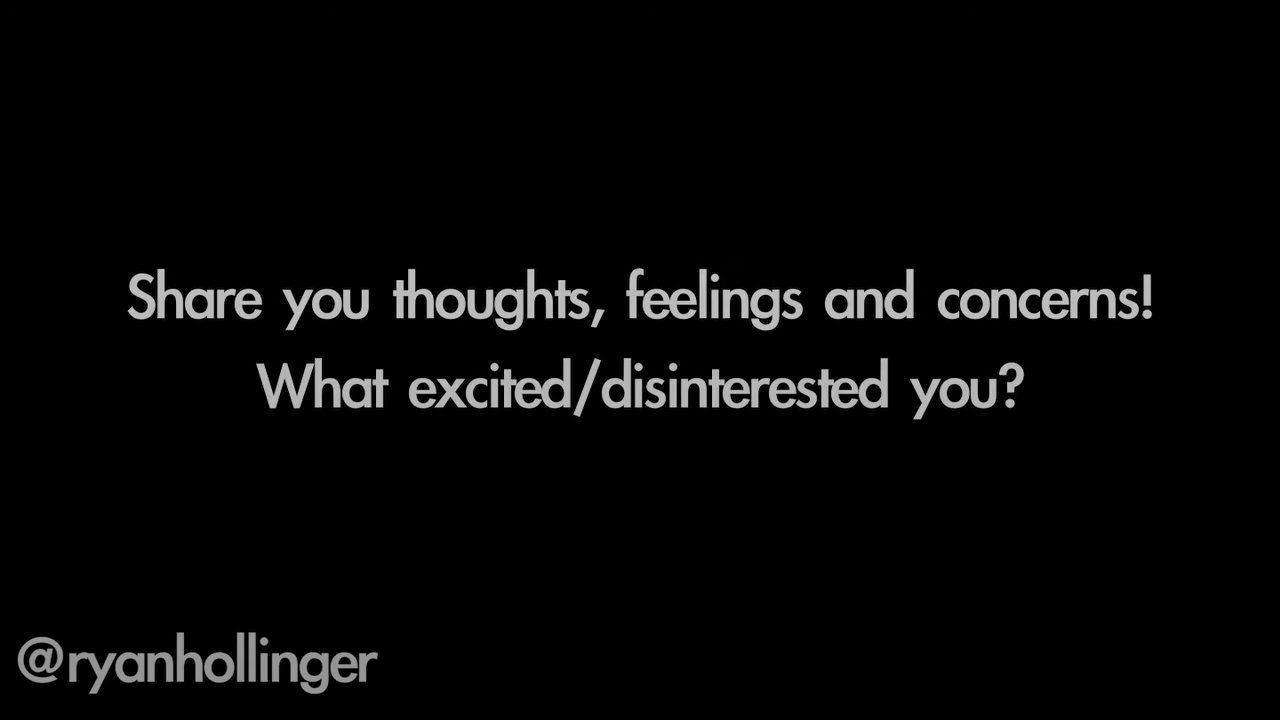 Share you thoughts, feelings and concerns!
What excited/disinterested you?
@ryanhollinger